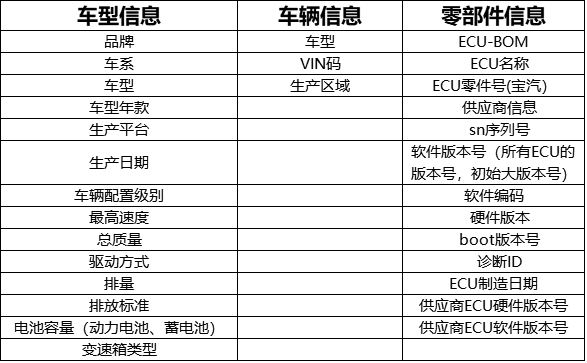 车型信息 车辆信息 零部件信息
品牌 车型 ECU-BOM
车系 VIN码 ECU名称
车型 生产区域 ECU零件号(宝汽)
车型年款 供应商信息
生产平台 sn序列号
生产日期 软件版本号（所有ECU的
版本号，初始大版本号）
车辆配置级别 软件编码
最高速度 硬件版本
总质量 boot版本号
驱动方式 诊断ID
排量 ECU制造日期
排放标准 供应商ECU硬件版本号
电池容量（动力电池、蓄电池） 供应商ECU软件版本号
变速箱类型